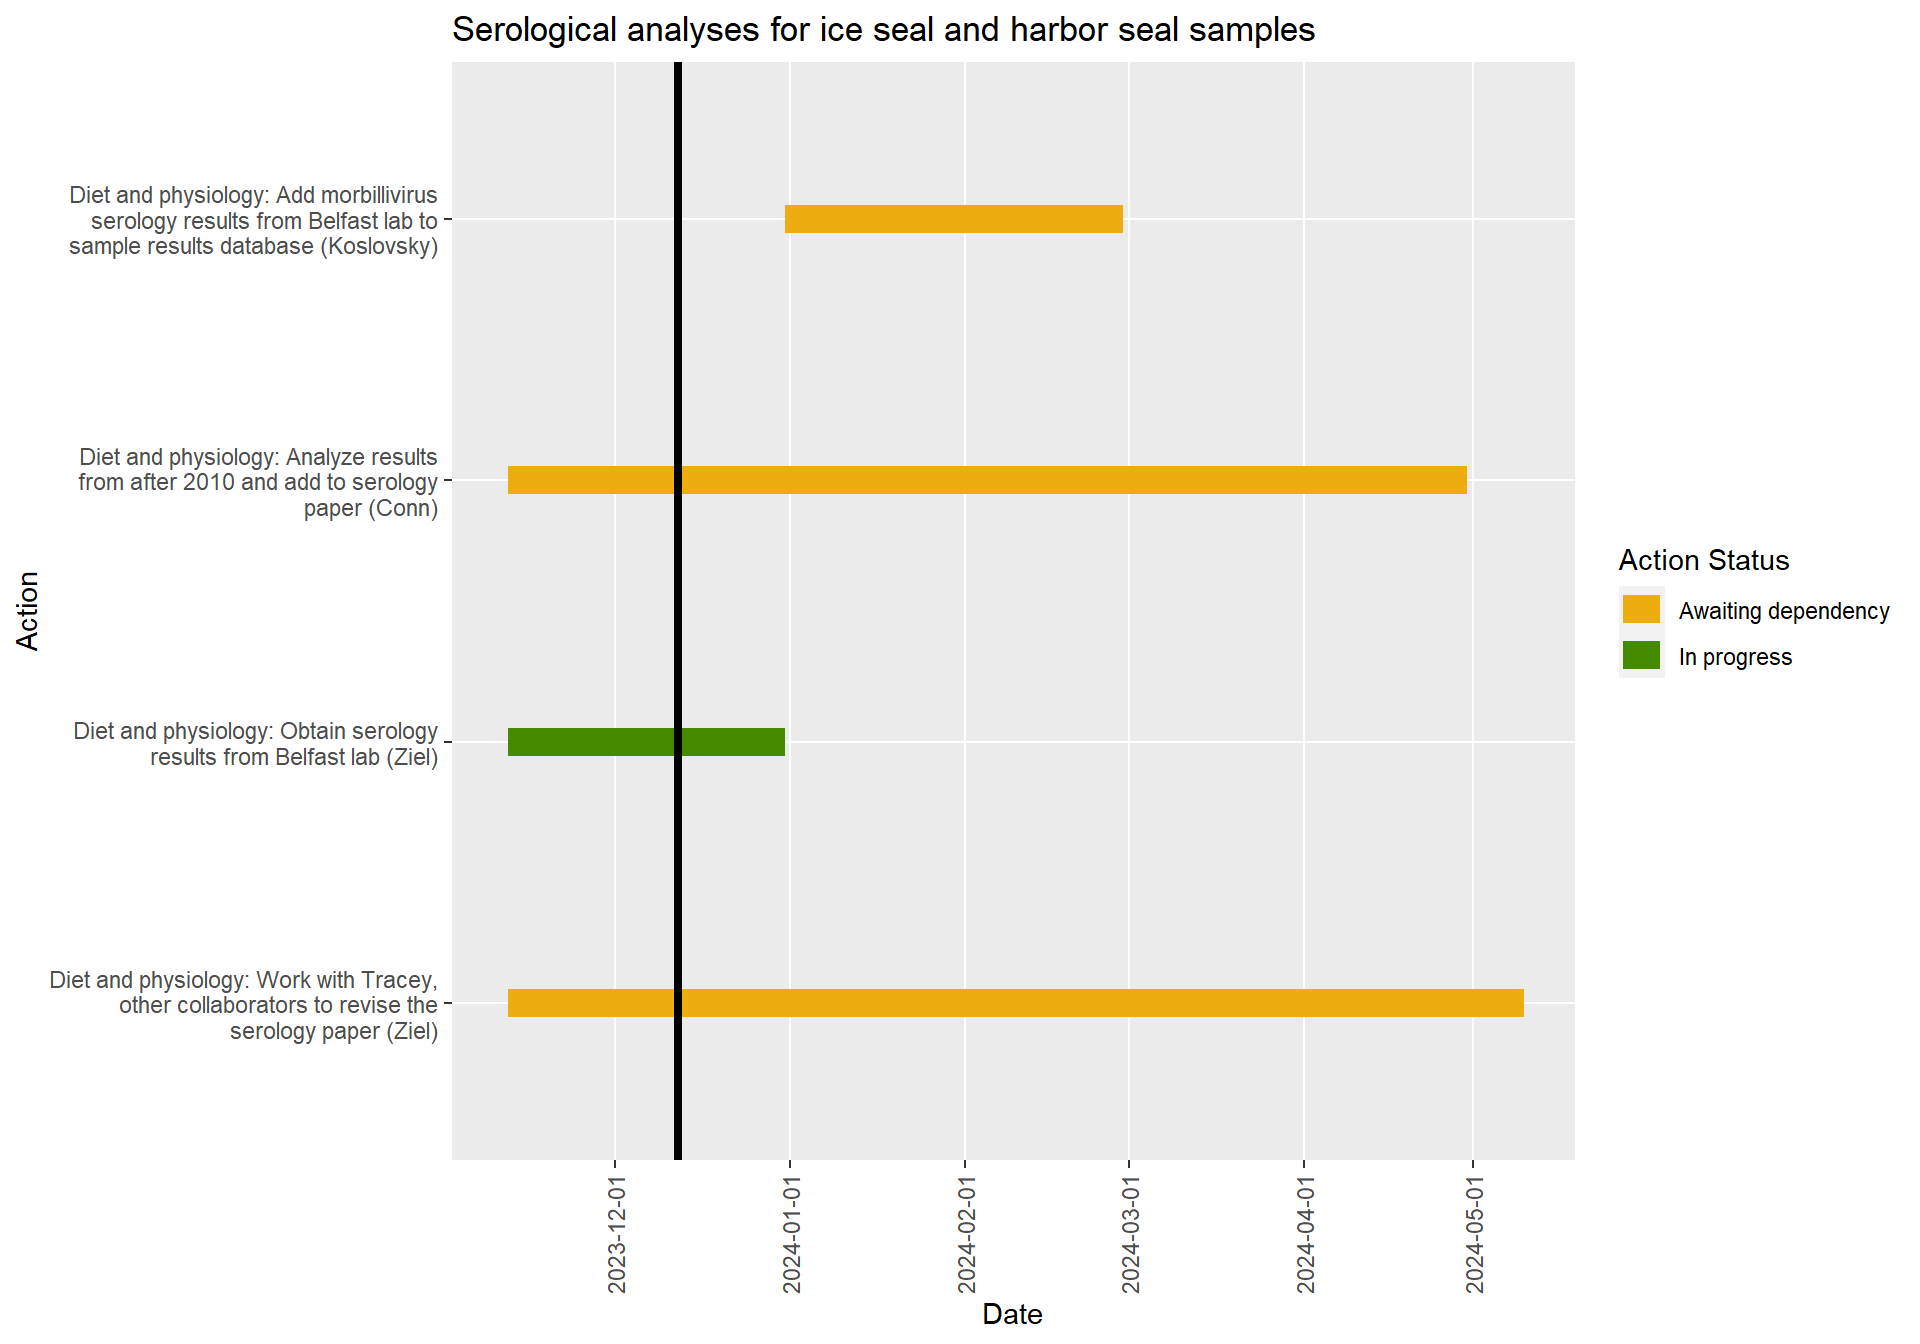 Serological analyses for ice seal and harbor seal samples
Diet and physiology: Add morbillivirus
serology results from Belfast lab to
sample results database (Koslovsky)
Diet and physiology: Analyze results
from after 2010 and add to serology
paper (Conn)
Diet and physiology: Obtain serology
results from Belfast lab (Ziel)
Diet and physiology: Work with Tracey,
other collaborators to revise the
serology paper (Ziel)
Action
2023-12-01
2024-01-01
2024-02-01
2024-03-01
2024-04-01
2024-05-01
Date
Action Status
Awaiting dependency
In progress